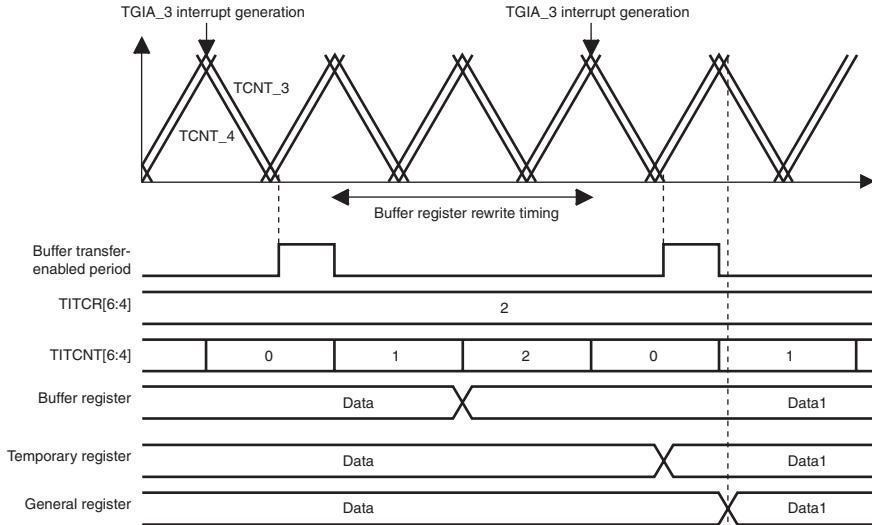 TGIA_3 interrupt generation
TGIA_3 interrupt generation
TCNT_3
TCNT_4
Buffer register rewrite timing
Buffer transfer-
enabled period
TITCR[6:4]
2
TITCNT[6:4]
0
1
2
0
1
Buffer register
Data
Data1
Temporary register
Data
Data1
General register
Data
Data1